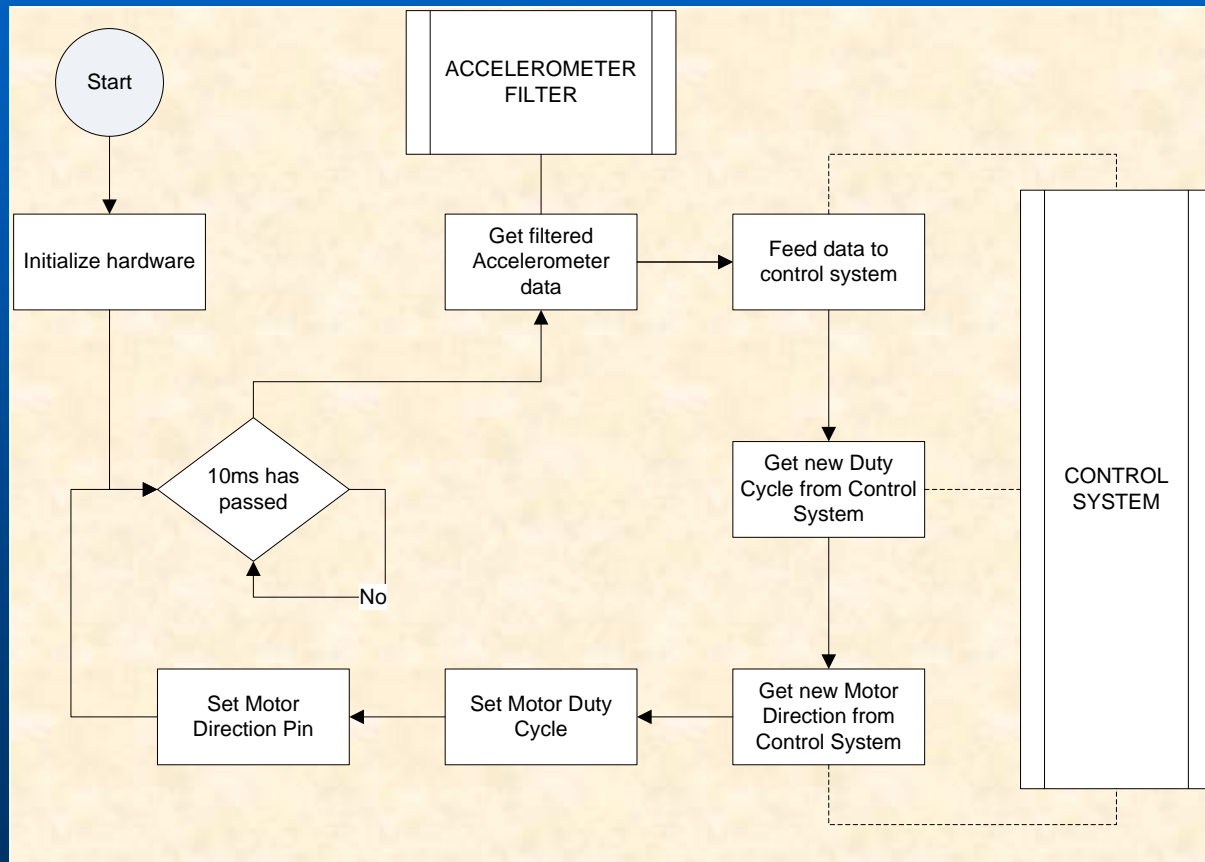 Start
ACCELEROMETER
FILTER
Initialize hardware
Get filtered
Accelerometer
data
Feed data to
control system
10ms has
passed
No
Get new Duty
Cycle from Control
System
CONTROL
SYSTEM
Set Motor
Direction Pin
Set Motor Duty
Cycle
Get new Motor
Direction from
Control System